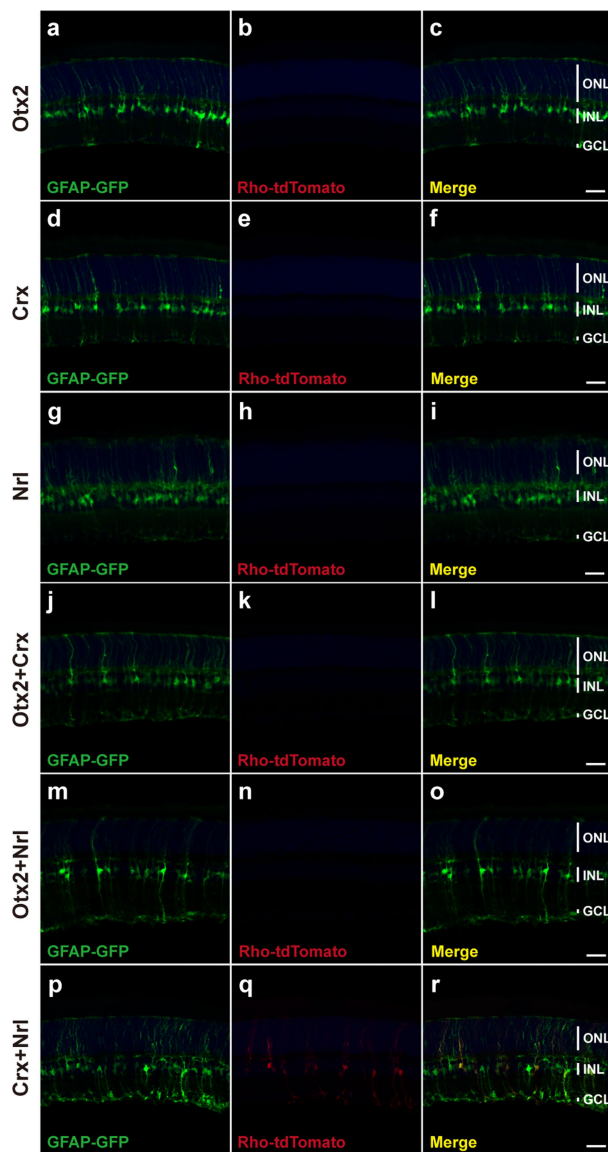 a b c
Otx2
ONL
INL
GCL
GFAP-GFP Rho-tdTomato Merge
d e f
Crx
ONL
INL
GCL
GFAP-GFP Rho-tdTomato Merge
g h i
Nrl
ONL
INL
GCL
GFAP-GFP Rho-tdTomato Merge
j k l
Otx2+Crx
ONL
INL
GCL
GFAP-GFP Rho-tdTomato Merge
m n o
Otx2+Nrl
ONL
INL
GCL
GFAP-GFP Rho-tdTomato Merge
p q r
Crx+Nrl
ONL
INL
GCL
GFAP-GFP Rho-tdTomato Merge